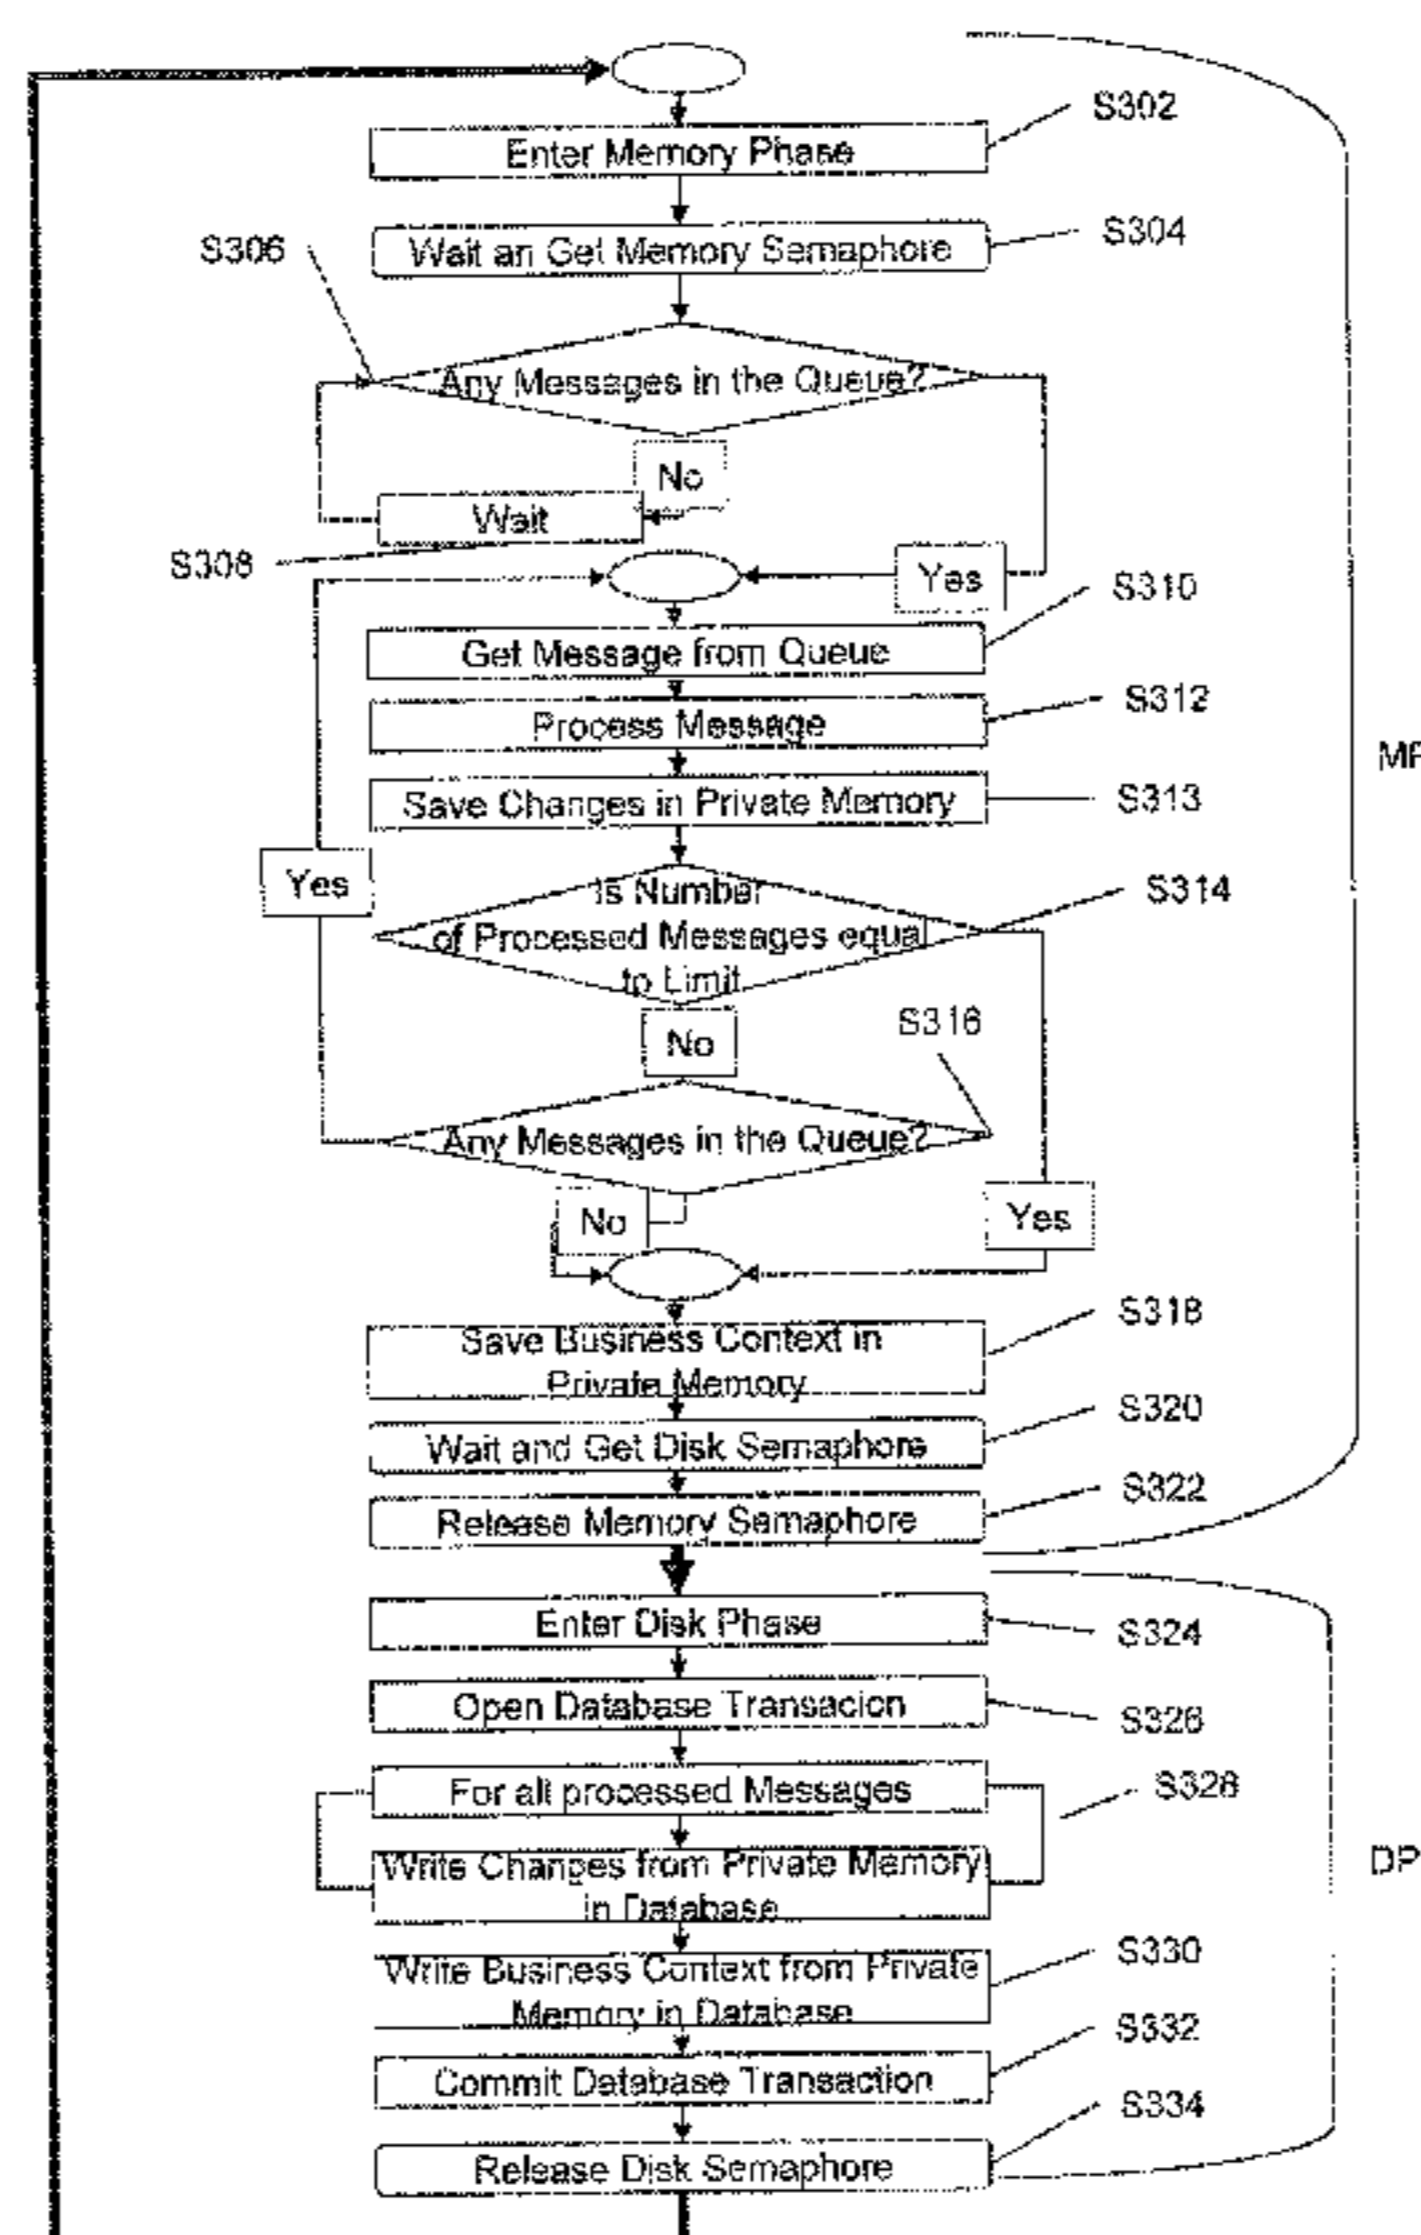 S302
Enter Memory Phase
S304
Wait an Get Memory Semaphore
S306
Any Messages in the Queue?
No
Wait
S308
Yes
S310
Get Message from Queue
S312
Process Message
MP
S313
Save Changes in Private Memory
Yes
S314
Is Number
of Processed Messages equal
to Limit
S316
No
Any Messages in the Queue?
No
Yes
S318
Save Business Context in
Private Memory
S320
Wait and Get Disk Semaphore
S322
Release Memory Semaphore
Enter Disk Phase
S324
Open Database Transacion
S326
For all processed Messages
S328
Write Changes from Private Memory
in Database
DP
S330
Write Business Context from Private
Memory in Database
S332
Commit Database Transaction
S334
Release Disk Semaphore